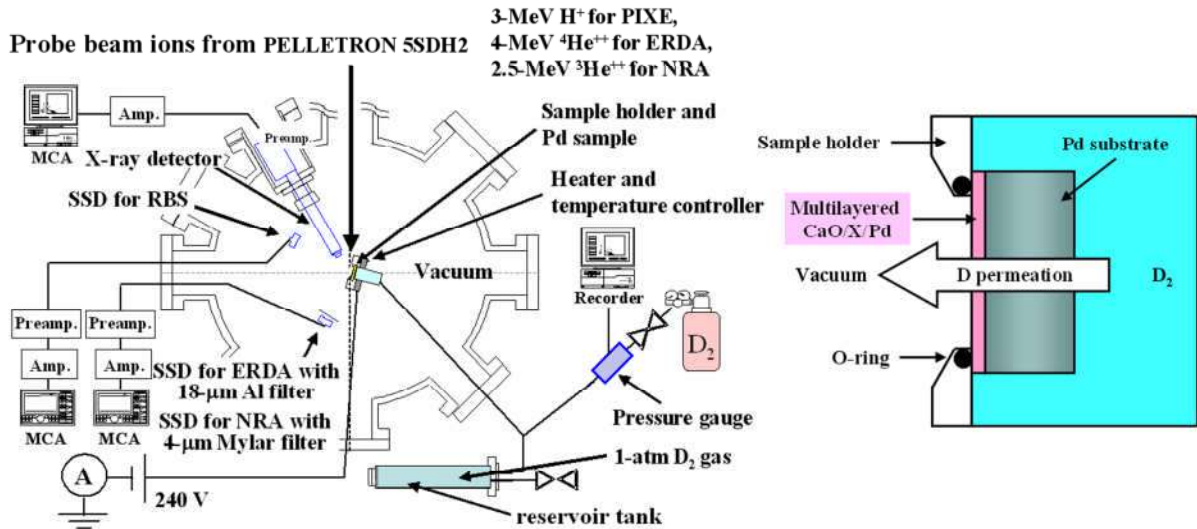 3-MeV H⁺ for PIXE,
Probe beam ions from PELLETRON 5SDH2
4-MeV ⁴He⁺⁺ for ERDA,
2.5-MeV ³He⁺⁺ for NRA
Amp.
MCA
Preamp.
X-ray detector
SSD for RBS
Sample holder and
Pd sample
Heater and
temperature controller
Vacuum
Recorder
D₂
Preamp.
Preamp.
Amp.
Amp.
MCA
MCA
SSD for ERDA with
18-μm Al filter
SSD for NRA with
4-μm Mylar filter
Pressure gauge
1-atm D₂ gas
reservoir tank
A
240 V
Sample holder
Pd substrate
Multilayered
CaO/X/Pd
Vacuum
D permeation
D₂
O-ring